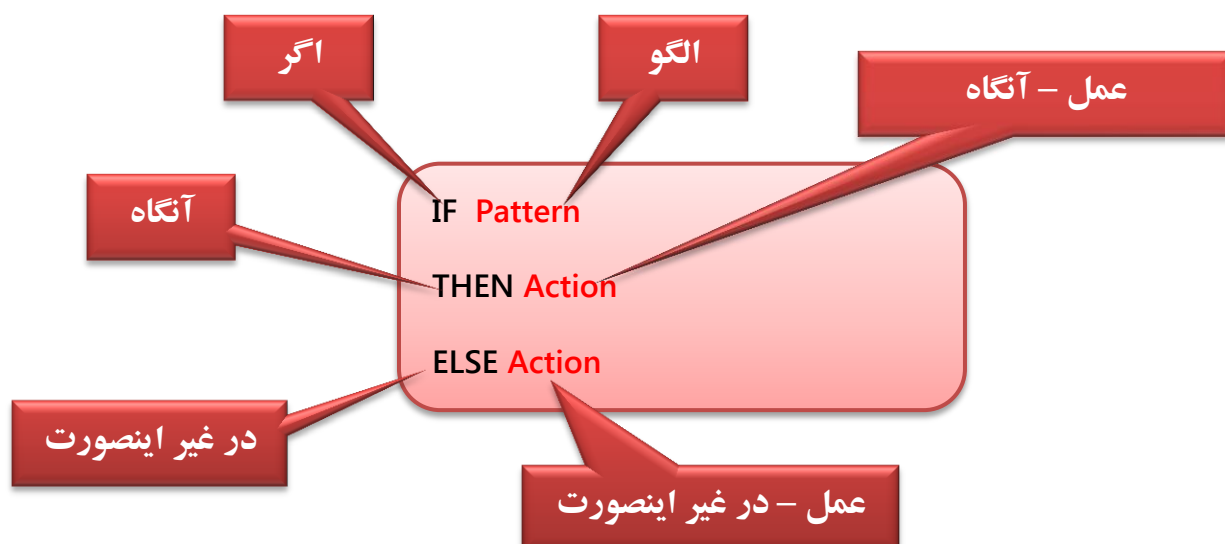 اگر
الگو
عمل – آنگاه
آنگاه
IF Pattern
THEN Action
ELSE Action
در غیر اینصورت
عمل – در غیر اینصورت